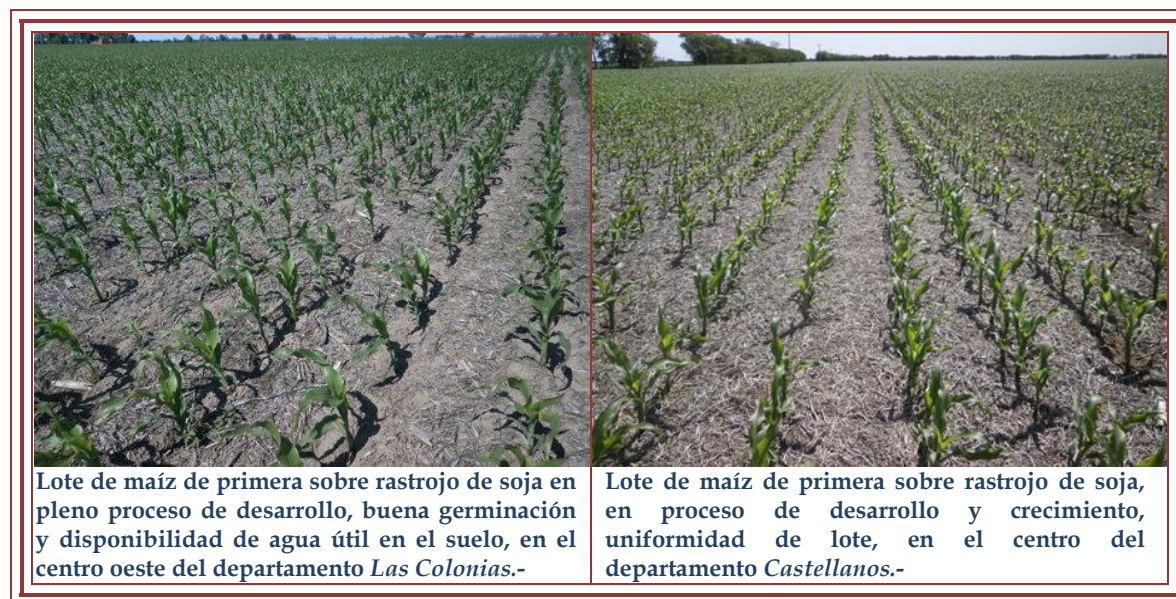 Lote de maíz de primera sobre rastrojo de soja en
pleno proceso de desarrollo, buena germinación
y disponibilidad de agua útil en el suelo, en el
centro oeste del departamento Las Colonias.-
Lote de maíz de primera sobre rastrojo de soja,
en proceso de desarrollo y crecimiento,
uniformidad de lote, en el centro del
departamento Castellanos.-